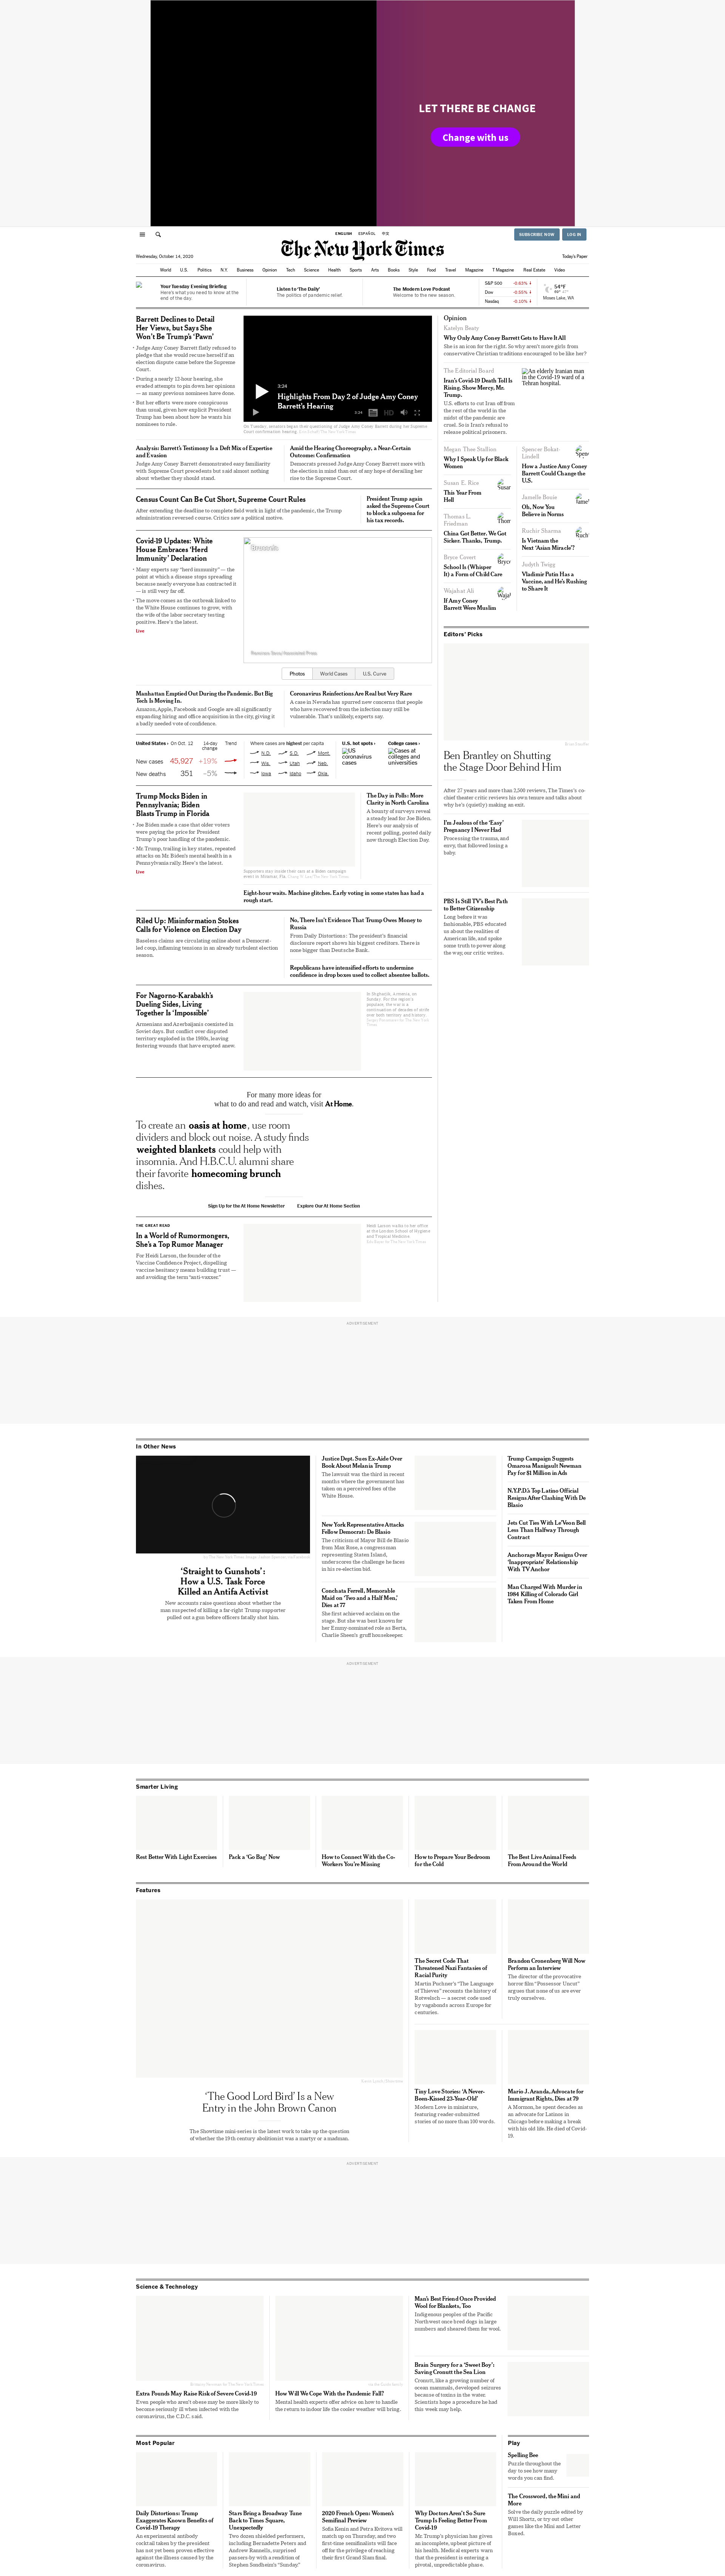 LET THERE BE CHANGE
Change with us
ENGLISH ESPAÑOL 中文
SUBSCRIBE NOW LOG IN
The New York Times
Wednesday, October 14, 2020
Today's Paper
World U.S. Politics N.Y. Business Opinion Tech Science Health Sports Arts Books Style Food Travel Magazine T Magazine Real Estate Video
Your Tuesday Evening Briefing
Here's what you need to know at the
end of the day.
Listen to 'The Daily'
The politics of pandemic relief.
The Modern Love Podcast
Welcome to the new season.
S&P 500 -0.63%
Dow -0.55%
Nasdaq -0.10%
54°F
Moses Lake, WA
Barrett Declines to Detail
Her Views, but Says She
Won't Be Trump's 'Pawn'
Judge Amy Coney Barrett flatly refused to
pledge that she would recuse herself if an
election dispute came before the Supreme
Court.
During a nearly 12-hour hearing, she
evaded attempts to pin down her opinions
— as many previous nominees have done.
But her efforts were more conspicuous
than usual, given how explicit President
Trump has been about how he wants his
nominees to rule.
3:24
Highlights From Day 2 of Judge Amy Coney
Barrett's Hearing
3:24 HD
On Tuesday, senators began their questioning of Judge Amy Coney Barrett during her Supreme
Court confirmation hearing.
Analysis: Barrett's Testimony Is a Deft Mix of Expertise
and Evasion
Judge Amy Coney Barrett demonstrated easy familiarity
with Supreme Court precedents but said almost nothing
about whether they should stand.
Amid the Hearing Choreography, a Near-Certain
Outcome: Confirmation
Democrats pressed Judge Amy Coney Barrett more with
the election in mind than out of any hope of derailing her
rise to the Supreme Court.
Census Count Can Be Cut Short, Supreme Court Rules
After extending the deadline to complete field work in light of the pandemic, the Trump
administration reversed course. Critics saw a political motive.
President Trump again
asked the Supreme Court
to block a subpoena for
his tax records.
Covid-19 Updates: White
House Embraces 'Herd
Immunity' Declaration
Many experts say "herd immunity" — the
point at which a disease stops spreading
because nearly everyone has contracted it
— is still very far off.
The move comes as the outbreak linked to
the White House continues to grow, with
the wife of the labor secretary testing
positive. Here's the latest.
Live
Brussels
Francisco Seco/Associated Press
Photos World Cases U.S. Curve
Manhattan Emptied Out During the Pandemic. But Big
Tech Is Moving In.
Amazon, Apple, Facebook and Google are all significantly
expanding hiring and office acquisition in the city, giving it
a badly needed vote of confidence.
Coronavirus Reinfections Are Real but Very Rare
A case in Nevada has spurred new concerns that people
who have recovered from the infection may still be
vulnerable. That's unlikely, experts say.
United States › On Oct. 12 14-day change Trend
New cases 45,927 +19%
New deaths 351 –5%
Where cases are highest per capita
N.D. S.D. Mont.
Wis. Utah Neb.
Iowa Idaho Okla.
U.S. hot spots ›
US
coronavirus
cases
College cases ›
Cases at
colleges and
universities
Trump Mocks Biden in
Pennsylvania; Biden
Blasts Trump in Florida
Joe Biden made a case that older voters
were paying the price for President
Trump's poor handling of the pandemic.
Mr. Trump, trailing in key states, repeated
attacks on Mr. Biden's mental health in a
Pennsylvania rally. Here's the latest.
Live
Supporters stay inside their cars at a Biden campaign
event in Miramar, Fla.
The Day in Polls: More
Clarity in North Carolina
A bounty of surveys reveal
a steady lead for Joe Biden.
Here's our analysis of
recent polling, posted daily
now through Election Day.
Eight-hour waits. Machine glitches. Early voting in some states has had a
rough start.
Riled Up: Misinformation Stokes
Calls for Violence on Election Day
Baseless claims are circulating online about a Democrat-
led coup, inflaming tensions in an already turbulent election
season.
No, There Isn't Evidence That Trump Owes Money to
Russia
From Daily Distortions: The president's financial
disclosure report shows his biggest creditors. There is
none bigger than Deutsche Bank.
Republicans have intensified efforts to undermine
confidence in drop boxes used to collect absentee ballots.
For Nagorno-Karabakh's
Dueling Sides, Living
Together Is 'Impossible'
Armenians and Azerbaijanis coexisted in
Soviet days. But conflict over disputed
territory exploded in the 1980s, leaving
festering wounds that have erupted anew.
For many more ideas for
what to do and read and watch, visit At Home.
To create an oasis at home, use room
dividers and block out noise. A study finds
weighted blankets could help with
insomnia. And H.B.C.U. alumni share
their favorite homecoming brunch
dishes.
Sign Up for the At Home Newsletter Explore Our At Home Section
THE GREAT READ
In a World of Rumormongers,
She's a Top Rumor Manager
For Heidi Larson, the founder of the
Vaccine Confidence Project, dispelling
vaccine hesitancy means building trust —
and avoiding the term "anti-vaxxer."
Heidi Larson walks to her office
at the London School of Hygiene
and Tropical Medicine
Opinion
Katelyn Beaty
Why Only Amy Coney Barrett Gets to Have It All
She is an icon for the right. So why aren't more girls from
conservative Christian traditions encouraged to be like her?
The Editorial Board
Iran's Covid-19 Death Toll Is
Rising. Show Mercy, Mr.
Trump.
U.S. efforts to cut Iran off from
the rest of the world in the
midst of the pandemic are
cruel. So is Iran's refusal to
release political prisoners.
An elderly Iranian man
in the Covid-19 ward of a
Tehran hospital.
Megan Thee Stallion
Why I Speak Up for Black
Women
Susan E. Rice
This Year From
Hell
Thomas L.
Friedman
China Got Better. We Got
Sicker. Thanks, Trump.
Bryce Covert
School Is (Whisper
It) a Form of Child Care
Wajahat Ali
If Amy Coney
Barrett Were Muslim
Spencer Bokat-
Lindell
How a Justice Amy Coney
Barrett Could Change the
U.S.
Jamelle Bouie
Oh, Now You
Believe in Norms
Ruchir Sharma
Is Vietnam the
Next 'Asian Miracle'?
Judyth Twigg
Vladimir Putin Has a
Vaccine, and He's Rushing
to Share It
Editors' Picks
Ben Brantley on Shutting
the Stage Door Behind Him
After 27 years and more than 2,500 reviews, The Times's co-
chief theater critic reviews his own tenure and talks about
why he's (quietly) making an exit.
I'm Jealous of the 'Easy'
Pregnancy I Never Had
Processing the trauma, and
envy, that followed losing a
baby.
PBS Is Still TV's Best Path
to Better Citizenship
Long before it was
fashionable, PBS educated
us about the realities of
American life, and spoke
some truth to power along
the way, our critic writes.
ADVERTISEMENT
In Other News
'Straight to Gunshots':
How a U.S. Task Force
Killed an Antifa Activist
New accounts raise questions about whether the
man suspected of killing a far-right Trump supporter
pulled out a gun before officers fatally shot him.
Justice Dept. Sues Ex-Aide Over
Book About Melania Trump
The lawsuit was the third in recent
months where the government has
taken on a perceived foes of the
White House.
New York Representative Attacks
Fellow Democrat: De Blasio
The criticism of Mayor Bill de Blasio
from Max Rose, a congressman
representing Staten Island,
underscores the challenge he faces
in his re-election bid.
Conchata Ferrell, Memorable
Maid on 'Two and a Half Men,'
Dies at 77
She first achieved acclaim on the
stage. But she was best known for
her Emmy-nominated role as Berta,
Charlie Sheen's gruff housekeeper.
Trump Campaign Suggests
Omarosa Manigault Newman
Pay for $1 Million in Ads
N.Y.P.D.'s Top Latino Official
Resigns After Clashing With De
Blasio
Jets Cut Ties With Le'Veon Bell
Less Than Halfway Through
Contract
Anchorage Mayor Resigns Over
'Inappropriate' Relationship
With TV Anchor
Man Charged With Murder in
1984 Killing of Colorado Girl
Taken From Home
ADVERTISEMENT
Smarter Living
Rest Better With Light Exercises
Pack a 'Go Bag' Now
How to Connect With the Co-
Workers You're Missing
How to Prepare Your Bedroom
for the Cold
The Best Live Animal Feeds
From Around the World
Features
'The Good Lord Bird' Is a New
Entry in the John Brown Canon
The Showtime mini-series is the latest work to take up the question
of whether the 19th century abolitionist was a martyr or a madman.
The Secret Code That
Threatened Nazi Fantasies of
Racial Purity
Martin Puchner's "The Language
of Thieves" recounts the history of
Rotwelsch — a secret code used
by vagabonds across Europe for
centuries.
Brandon Cronenberg Will Now
Perform an Interview
The director of the provocative
horror film "Possessor Uncut"
argues that none of us are ever
truly ourselves.
Tiny Love Stories: 'A Never-
Been-Kissed 23-Year-Old'
Modern Love in miniature,
featuring reader-submitted
stories of no more than 100 words.
Mario J. Aranda, Advocate for
Immigrant Rights, Dies at 79
A Mormon, he spent decades as
an advocate for Latinos in
Chicago before making a break
with his old life. He died of Covid-
19.
ADVERTISEMENT
Science & Technology
Extra Pounds May Raise Risk of Severe Covid-19
Even people who aren't obese may be more likely to
become seriously ill when infected with the
coronavirus, the C.D.C. said.
How Will We Cope With the Pandemic Fall?
Mental health experts offer advice on how to handle
the return to indoor life the cooler weather will bring.
Man's Best Friend Once Provided
Wool for Blankets, Too
Indigenous peoples of the Pacific
Northwest once bred dogs in large
numbers and sheared them for wool.
Brain Surgery for a 'Sweet Boy':
Saving Cronutt the Sea Lion
Cronutt, like a growing number of
ocean mammals, developed seizures
because of toxins in the water.
Scientists hope a procedure he had
this week may help.
Most Popular
Daily Distortions: Trump
Exaggerates Known Benefits of
Covid-19 Therapy
An experimental antibody
cocktail taken by the president
has not yet been proven effective
against the illness caused by the
coronavirus.
Stars Bring a Broadway Tune
Back to Times Square,
Unexpectedly
Two dozen shielded performers,
including Bernadette Peters and
Andrew Rannells, surprised
passers-by with a rendition of
Stephen Sondheim's "Sunday."
2020 French Open: Women's
Semifinal Preview
Sofia Kenin and Petra Kvitova will
match up on Thursday, and two
first-time semifinalists will face
off for the privilege of reaching
their first Grand Slam final.
Why Doctors Aren't So Sure
Trump Is Feeling Better From
Covid-19
Mr. Trump's physician has given
an incomplete, upbeat portrait of
his health. Medical experts warn
that the president is entering a
pivotal, unpredictable phase.
Play
Spelling Bee
Puzzle throughout the
day to see how many
words you can find.
The Crossword, the Mini and
More
Solve the daily puzzle edited by
Will Shortz, or try out other
games like the Mini and Letter
Boxed.